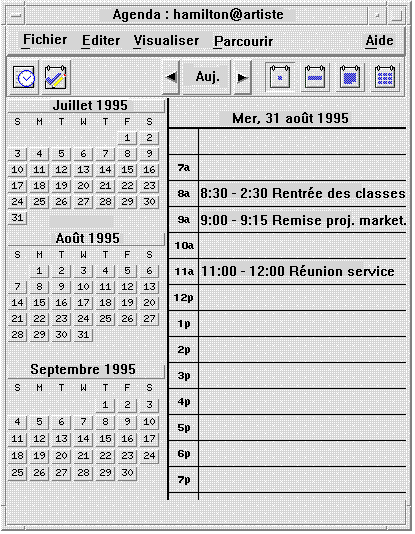 Agenda : hamilton@artiste
Fichier Editer Visualiser Parcourir Aide
Auj.
Juillet 1995
S M T W T F S
1 2
3 4 5 6 7 8 9
10 11 12 13 14 15 16
17 18 19 20 21 22 23
24 25 26 27 28 29 30
31
Août 1995
S M T W T F S
1 2 3 4 5 6
7 8 9 10 11 12 13
14 15 16 17 18 19 20
21 22 23 24 25 26 27
28 29 30 31
Septembre 1995
S M T W T F S
1 2 3
4 5 6 7 8 9 10
11 12 13 14 15 16 17
18 19 20 21 22 23 24
25 26 27 28 29 30
Mer, 31 août 1995
7a
8a 8:30 - 2:30 Rentrée des classes
9a 9:00 - 9:15 Remise proj. market.
10a
11a 11:00 - 12:00 Réunion service
12p
1p
2p
3p
4p
5p
6p
7p